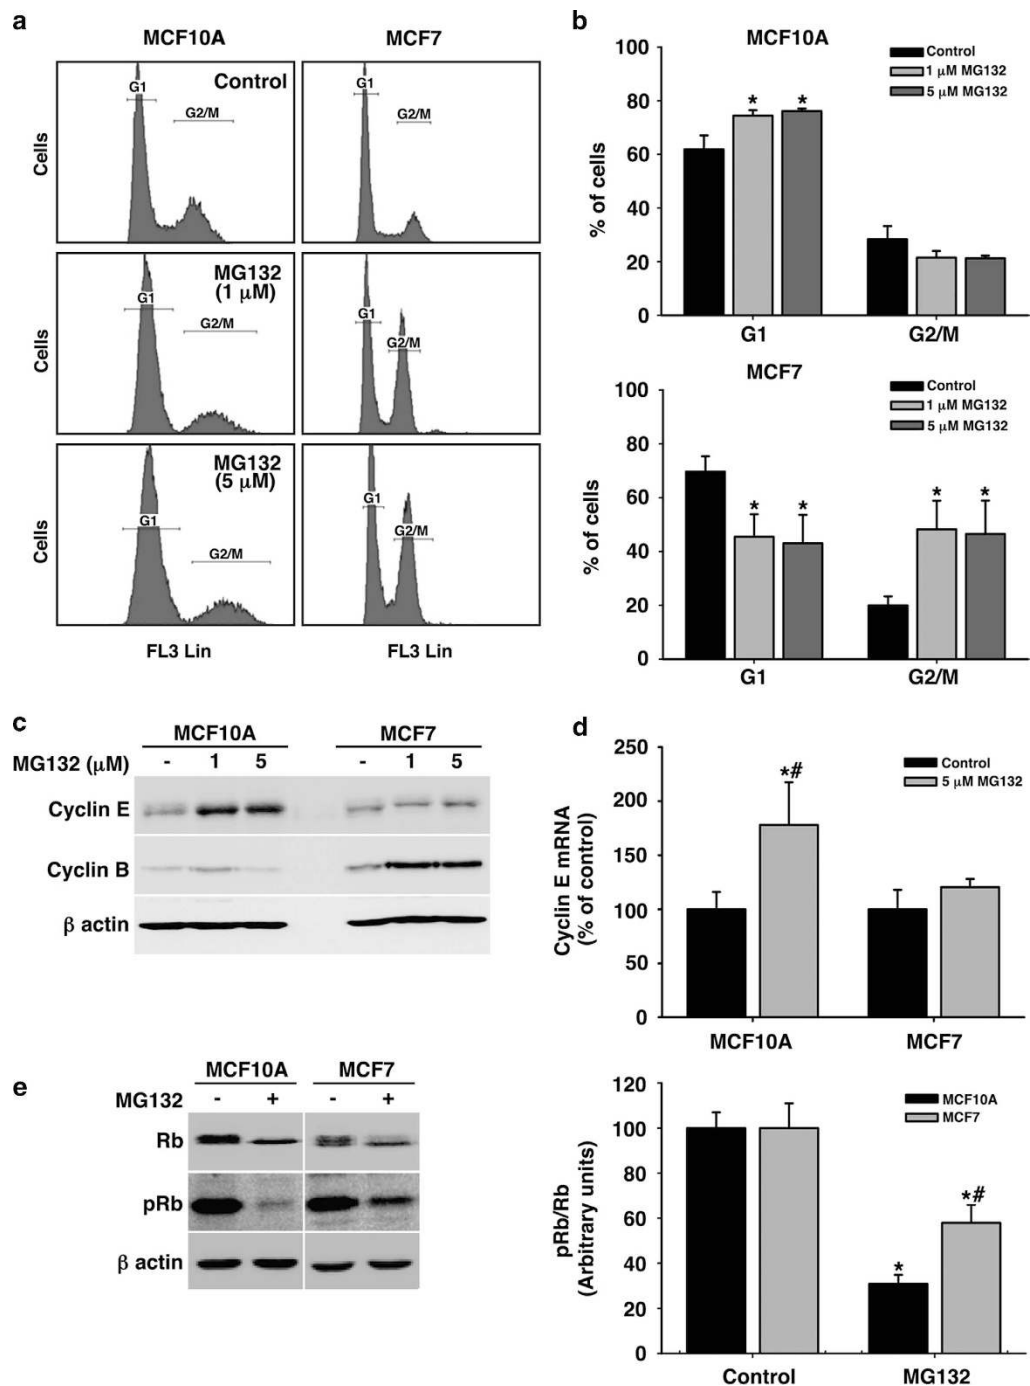 a
MCF10A MCF7
G1 Control
G2/M
G1
G2/M
Cells
MG132
(1 μM)
G1
G2/M
G1
G2/M
Cells
MG132
(5 μM)
G1
G2/M
G1
G2/M
Cells
FL3 Lin FL3 Lin
b
MCF10A
Control
1 μM MG132
5 μM MG132
100
80
60
40
20
0
% of cells
* *
G1 G2/M
MCF7
Control
1 μM MG132
5 μM MG132
100
80
60
40
20
0
% of cells
* * * *
G1 G2/M
c
MCF10A MCF7
MG132 (μM) - 1 5 - 1 5
Cyclin E
Cyclin B
β actin
d
Control
5 μM MG132
250
200
150
100
50
0
Cyclin E mRNA
(% of control)
*#
MCF10A MCF7
e
MCF10A MCF7
MG132 - + - +
Rb
pRb
β actin
MCF10A
MCF7
120
100
80
60
40
20
0
pRb/Rb
(Arbitrary units)
* *#
Control MG132